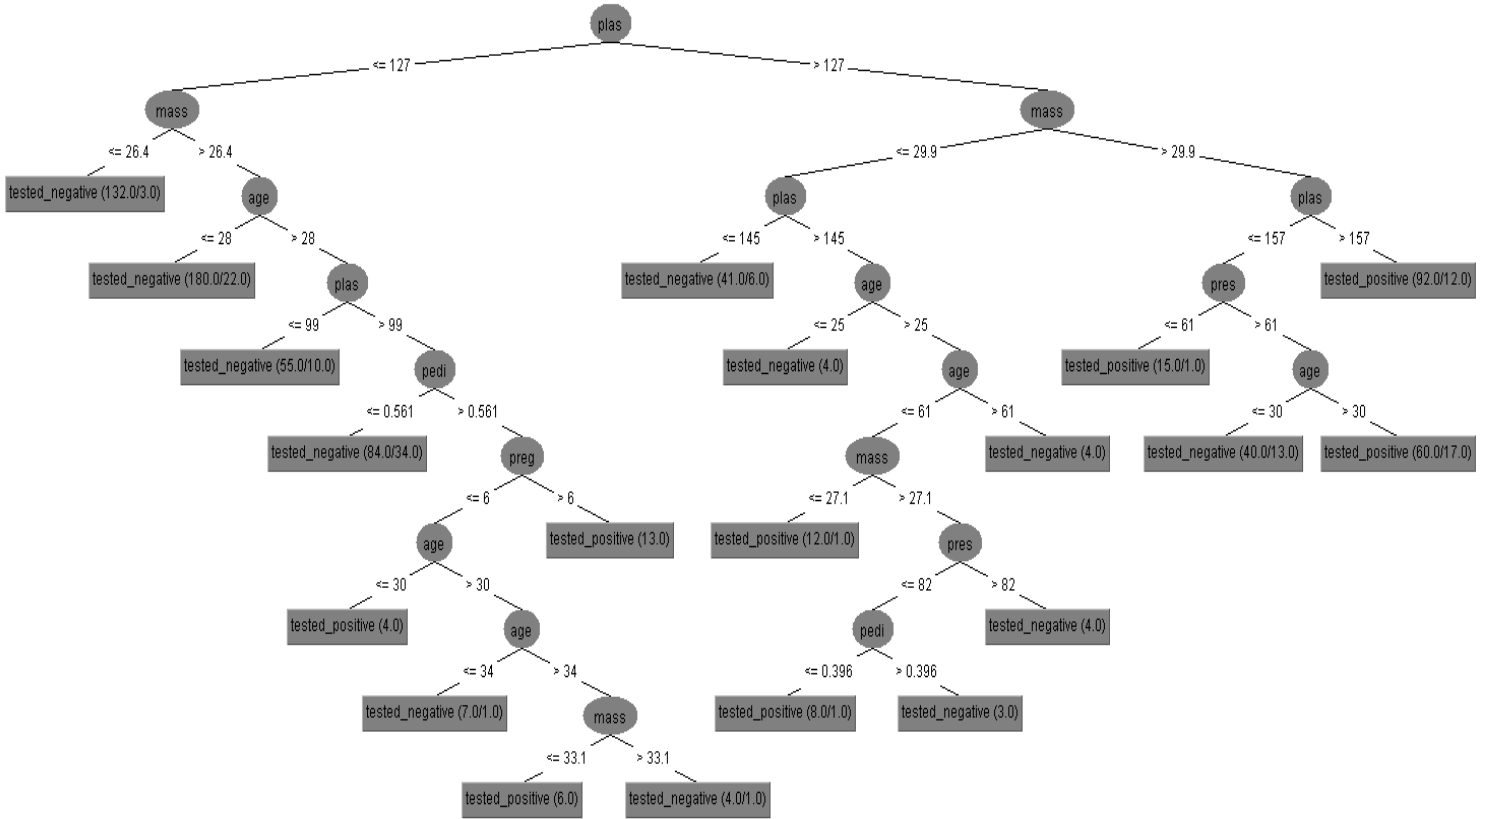 plas
<= 127 > 127
mass mass
<= 26.4 > 26.4 <= 29.9 > 29.9
tested_negative (132.0/3.0) age plas plas
<= 28 > 28 <= 145 > 145 <= 157 > 157
tested_negative (180.0/22.0) plas tested_negative (41.0/6.0) age pres tested_positive (92.0/12.0)
<= 99 > 99 <= 25 > 25 <= 61 > 61
tested_negative (55.0/10.0) pedi tested_negative (4.0) age tested_positive (15.0/1.0) age
<= 0.561 > 0.561 <= 61 > 61 <= 30 > 30
tested_negative (84.0/34.0) preg mass tested_negative (4.0) tested_negative (40.0/13.0) tested_positive (60.0/17.0)
<= 6 > 6 <= 27.1 > 27.1
age tested_positive (13.0) tested_positive (12.0/1.0) pres
<= 30 > 30 <= 82 > 82
tested_positive (4.0) age pedi tested_negative (4.0)
<= 34 > 34 <= 0.396 > 0.396
tested_negative (7.0/1.0) mass tested_positive (8.0/1.0) tested_negative (3.0)
<= 33.1 > 33.1
tested_positive (6.0) tested_negative (4.0/1.0)